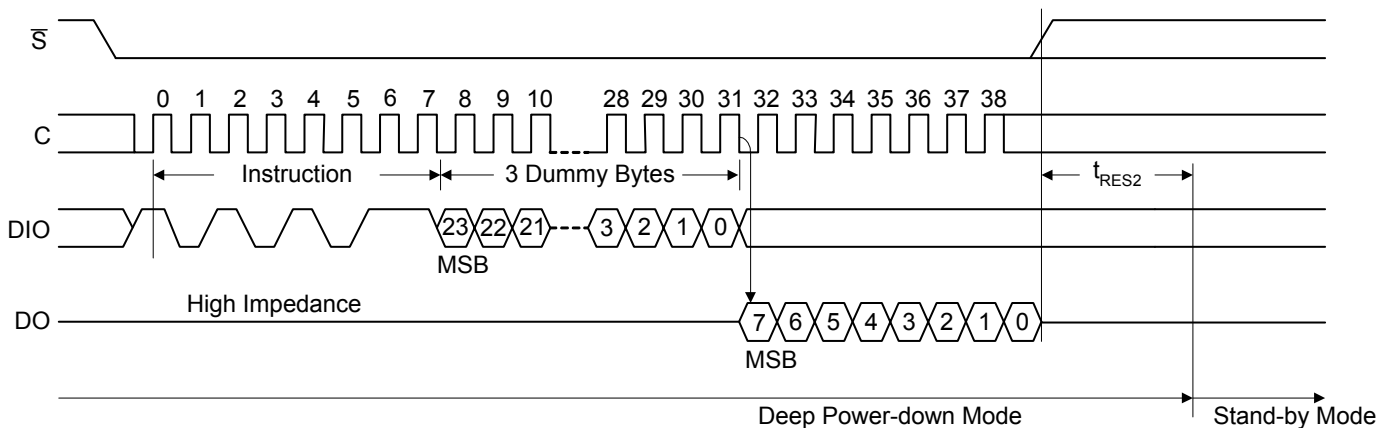 S
0 1 2 3 4 5 6 7 8 9 10 28 29 30 31 32 33 34 35 36 37 38
C
Instruction 3 Dummy Bytes tRES2
DIO 23 22 21 3 2 1 0
MSB
High Impedance
DO 7 6 5 4 3 2 1 0
MSB
Deep Power-down Mode Stand-by Mode